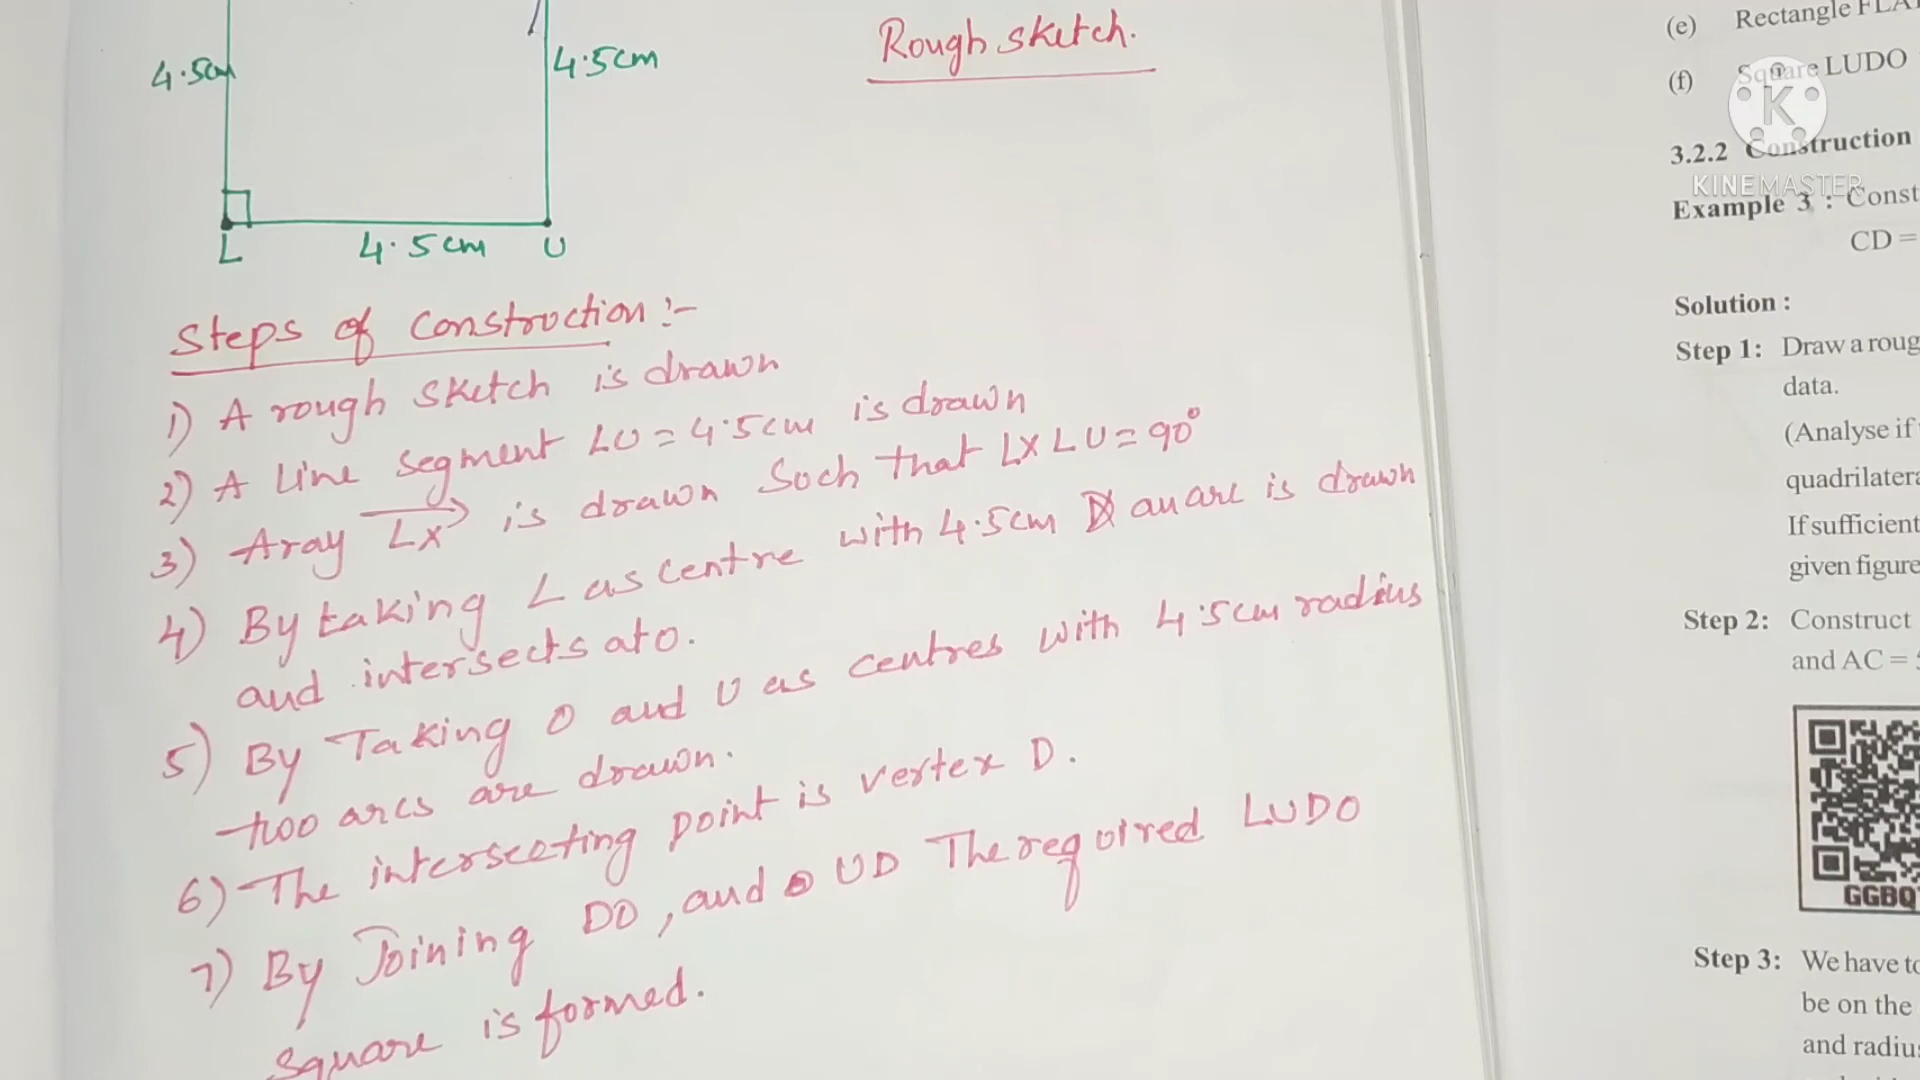 4.5cm
4.5cm
Rough sketch.
L
4.5cm
U
Steps of Construction :-
1) A rough sketch is drawn
2) A line segment LU = 4.5cm is drawn
3) A ray LX is drawn such that LXLU = 90°
4) By taking L as centre with 4.5cm an arc is drawn
and intersects at O.
5) By Taking O and U as centres with 4.5cm radius
two arcs are drawn.
6) The intersecting point is vertex D.
7) By Joining DO, and UD The required LUDO
square is formed.
(e) Rectangle
(f) Square LUDO
K
KINEMASTER
3.2.2 Construction
Example 3 : Const
CD =
Solution :
Step 1: Draw a roug
data.
(Analyse if
quadrilatera
If sufficient
given figure
Step 2: Construct
and AC =
GGBQ
Step 3: We have to
be on the
and radius